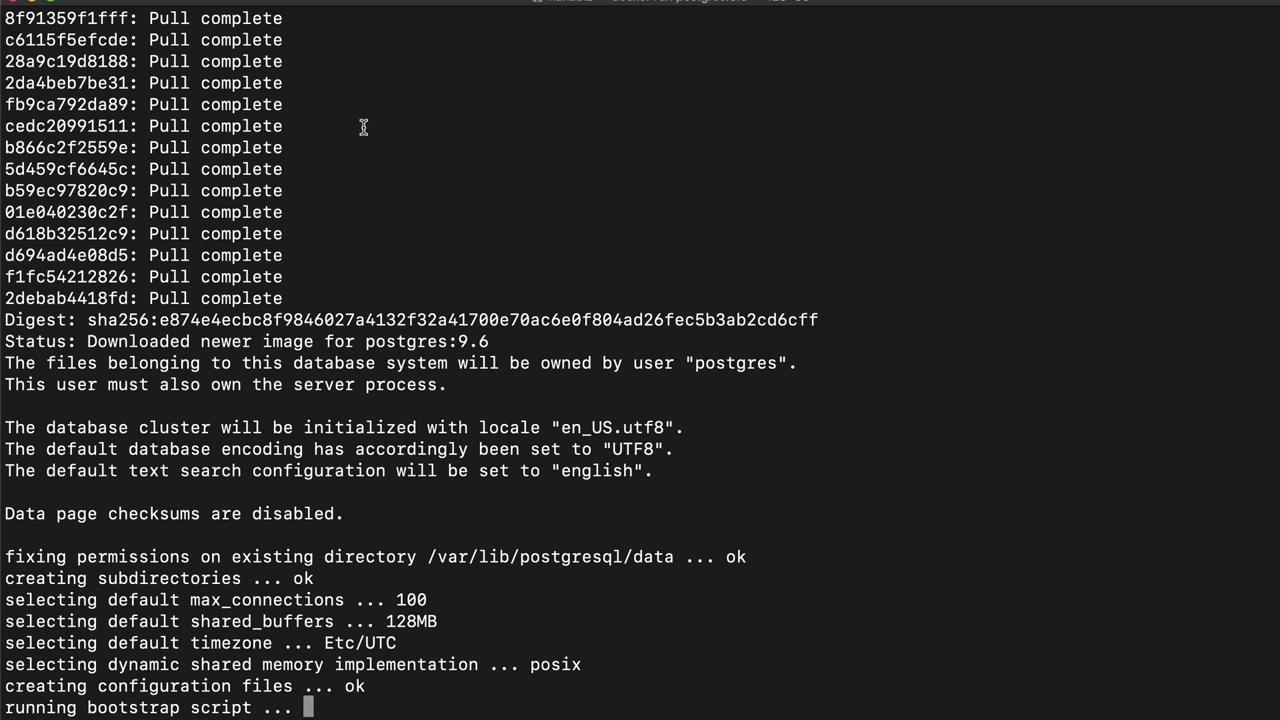 8f91359f1fff: Pull complete
c6115f5efcde: Pull complete
28a9c19d8188: Pull complete
2da4beb7be31: Pull complete
fb9ca792da89: Pull complete
cedc20991511: Pull complete
b866c2f2559e: Pull complete
5d459cf6645c: Pull complete
b59ec97820c9: Pull complete
01e040230c2f: Pull complete
d618b32512c9: Pull complete
d694ad4e08d5: Pull complete
f1fc54212826: Pull complete
2debab4418fd: Pull complete
Digest: sha256:e874e4ecbc8f9846027a4132f32a41700e70ac6e0f804ad26fec5b3ab2cd6cff
Status: Downloaded newer image for postgres:9.6
The files belonging to this database system will be owned by user "postgres".
This user must also own the server process.
The database cluster will be initialized with locale "en_US.utf8".
The default database encoding has accordingly been set to "UTF8".
The default text search configuration will be set to "english".
Data page checksums are disabled.
fixing permissions on existing directory /var/lib/postgresql/data ... ok
creating subdirectories ... ok
selecting default max_connections ... 100
selecting default shared_buffers ... 128MB
selecting default timezone ... Etc/UTC
selecting dynamic shared memory implementation ... posix
creating configuration files ... ok
running bootstrap script ...